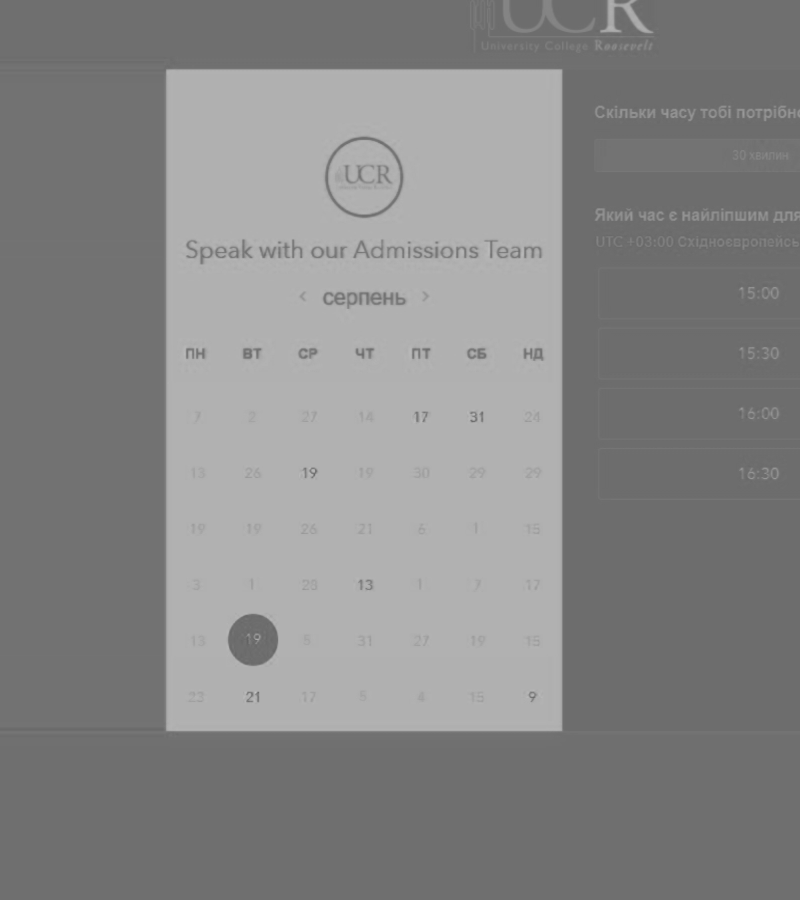 UCR
University College Roosevelt
UCR
Speak with our Admissions Team
< серпень >
ПН ВТ СР ЧТ ПТ СБ НД
7 2 27 14 17 31 24
13 26 19 19 30 29 29
19 19 26 21 6 1 15
3 1 28 13 1 7 17
13 19 5 31 27 19 15
22 21 17 5 4 15 9
Скільки часу тобі потрібно
30 хвилин
Який час є найліпшим для
UTC +03:00 Східноєвропейсь
15:00
15:30
16:00
16:30